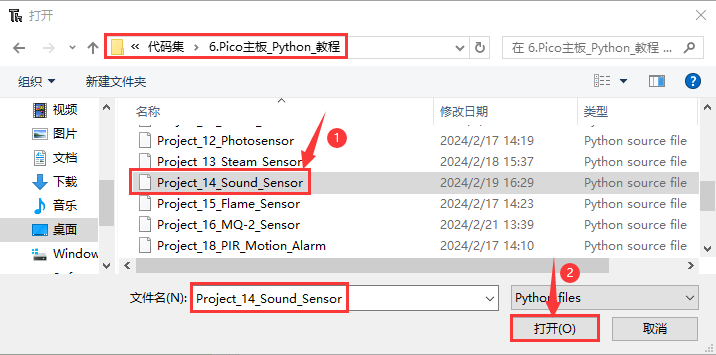 打开
« 代码集 › 6.Pico主板_Python_教程
在 6.Pico主板_Python_教程 ...
组织 新建文件夹
名称 修改日期 类型
视频
图片
文档
下载
音乐
桌面
Window
Project_12_Photosensor 2024/2/17 14:19 Python source file
Project_13_Steam_Sensor 2024/2/18 15:37 Python source file
Project_14_Sound_Sensor 2024/2/19 16:29 Python source file
Project_15_Flame_Sensor 2024/2/17 14:23 Python source file
Project_16_MQ-2_Sensor 2024/2/21 13:39 Python source file
Project_18_PIR_Motion_Alarm 2024/2/17 14:10 Python source file
1
2
文件名(N): Project_14_Sound_Sensor Python files
打开(O) 取消